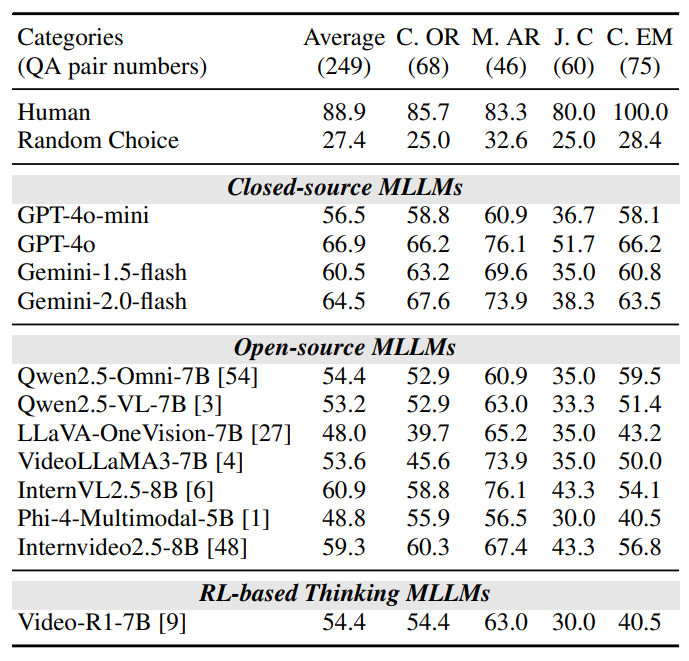 Categories Average C. OR M. AR J. C C. EM
(QA pair numbers) (249) (68) (46) (60) (75)
Human 88.9 85.7 83.3 80.0 100.0
Random Choice 27.4 25.0 32.6 25.0 28.4
Closed-source MLLMs
GPT-4o-mini 56.5 58.8 60.9 36.7 58.1
GPT-4o 66.9 66.2 76.1 51.7 66.2
Gemini-1.5-flash 60.5 63.2 69.6 35.0 60.8
Gemini-2.0-flash 64.5 67.6 73.9 38.3 63.5
Open-source MLLMs
Qwen2.5-Omni-7B [54] 54.4 52.9 60.9 35.0 59.5
Qwen2.5-VL-7B [3] 53.2 52.9 63.0 33.3 51.4
LLaVA-OneVision-7B [27] 48.0 39.7 65.2 35.0 43.2
VideoLLaMA3-7B [4] 53.6 45.6 73.9 35.0 50.0
InternVL2.5-8B [6] 60.9 58.8 76.1 43.3 54.1
Phi-4-Multimodal-5B [1] 48.8 55.9 56.5 30.0 40.5
Internvideo2.5-8B [48] 59.3 60.3 67.4 43.3 56.8
RL-based Thinking MLLMs
Video-R1-7B [9] 54.4 54.4 63.0 30.0 40.5